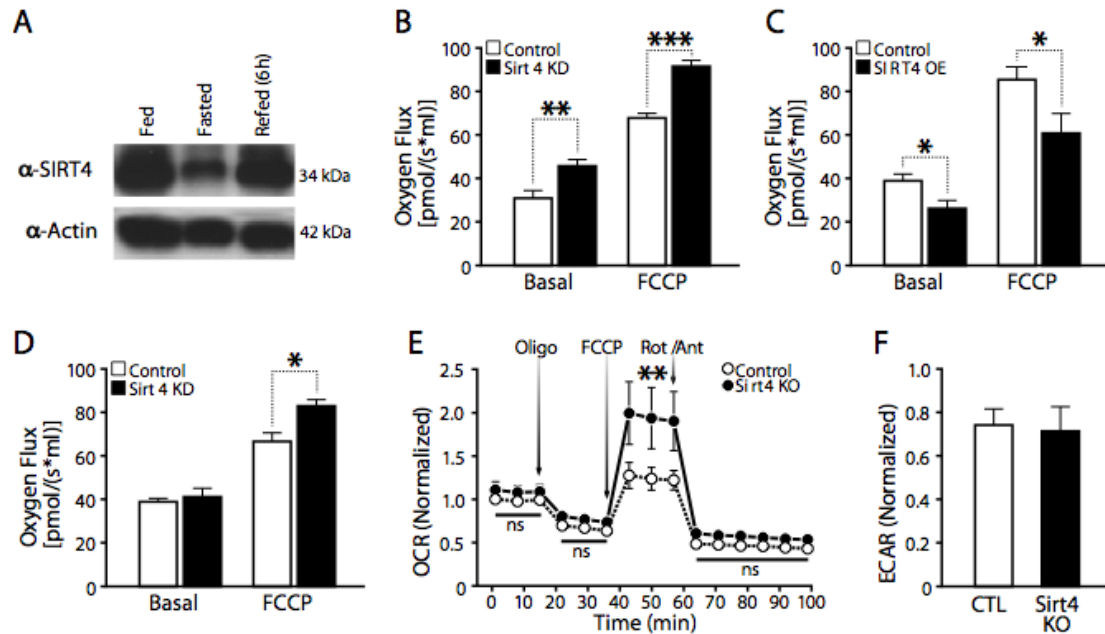 A
Fed
Fasted
Refed (6h)
α-SIRT4
34 kDa
α-Actin
42 kDa
B
Control
Sirt 4 KD
Oxygen Flux
[pmol/(s*ml)]
100
80
60
40
20
0
**
***
Basal
FCCP
C
Control
SIRT4 OE
Oxygen Flux
[pmol/(s*ml)]
100
80
60
40
20
0
*
*
Basal
FCCP
D
Control
Sirt 4 KD
Oxygen Flux
[pmol/(s*ml)]
100
80
60
40
20
0
*
Basal
FCCP
E
Oligo
FCCP
Rot /Ant
**
Control
Sirt4 KO
OCR (Normalized)
2.5
2.0
1.5
1.0
0.5
0
ns
ns
ns
0 10 20 30 40 50 60 70 80 90 100
Time (min)
F
ECAR (Normalized)
1.0
0.8
0.6
0.4
0.2
0
CTL
Sirt4
KO